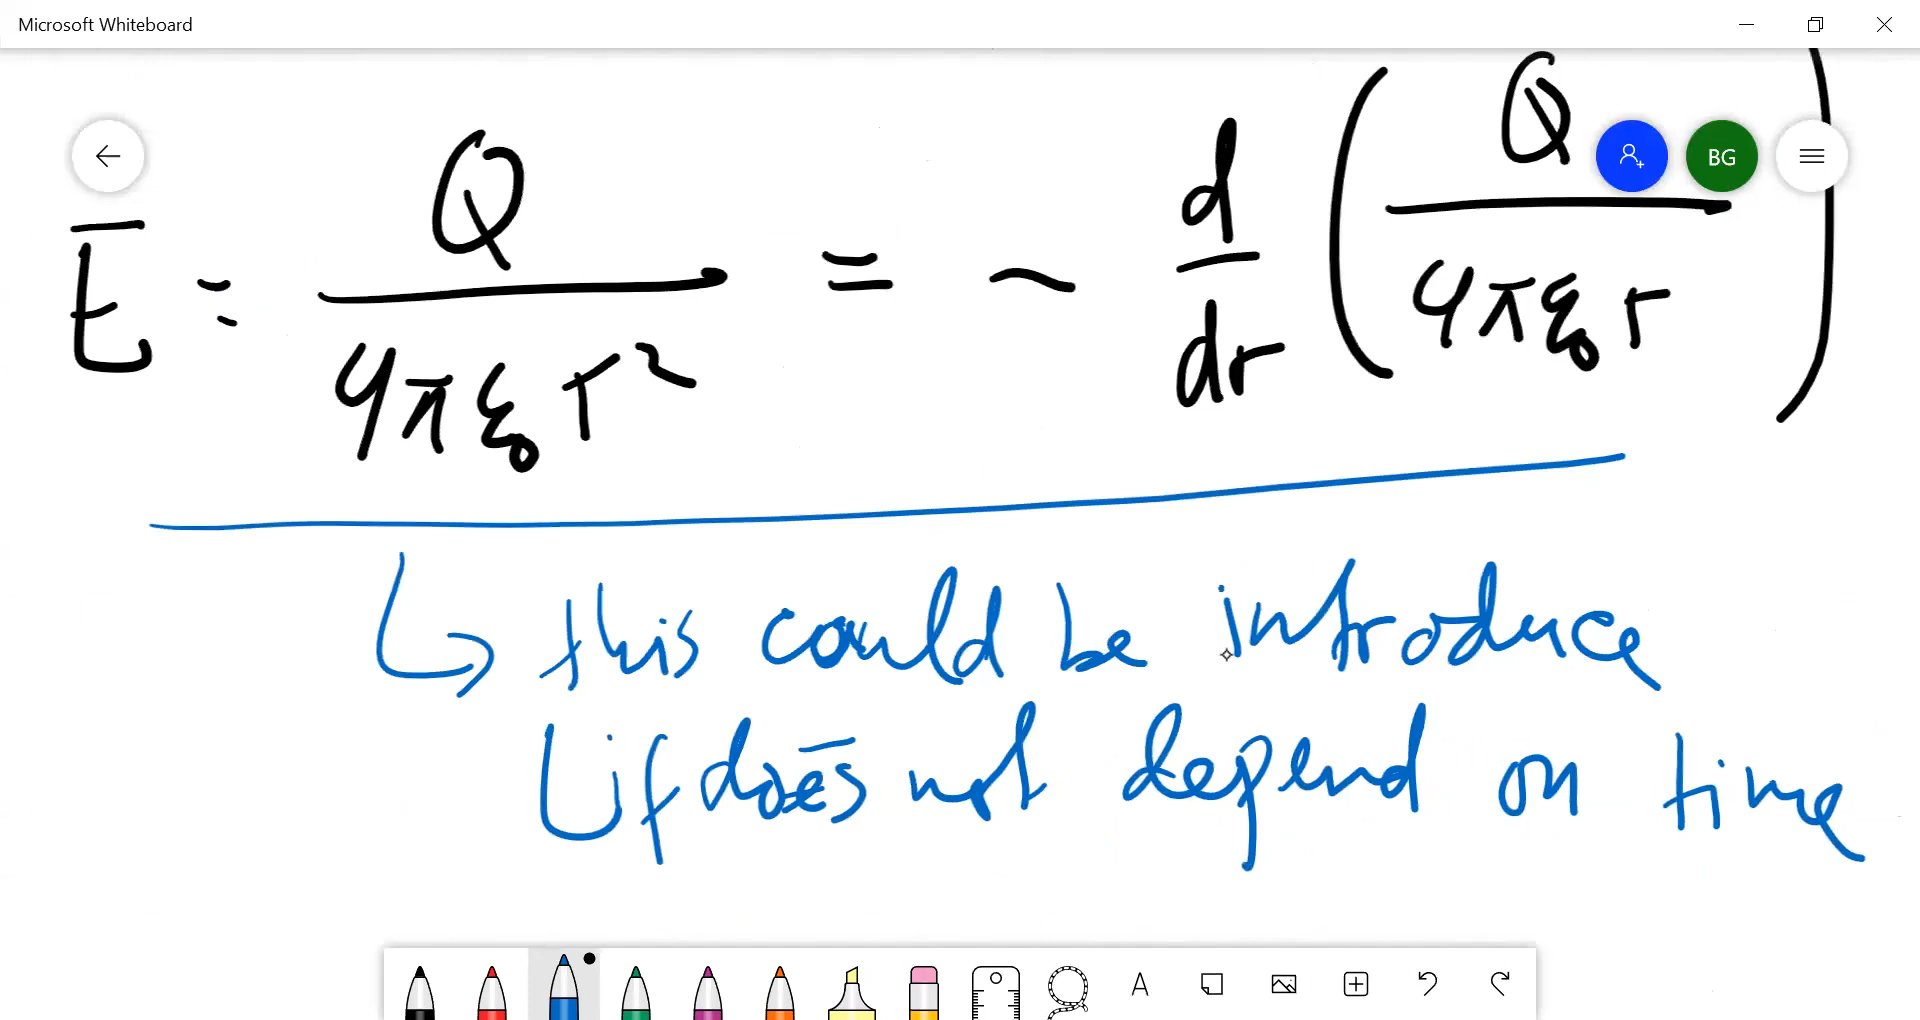 Microsoft Whiteboard
BG
E̅ = Q / 4πε₀r² = - d/dr ( Q / 4πε₀r )
↳ this could be introduce
if does not depend on time
A